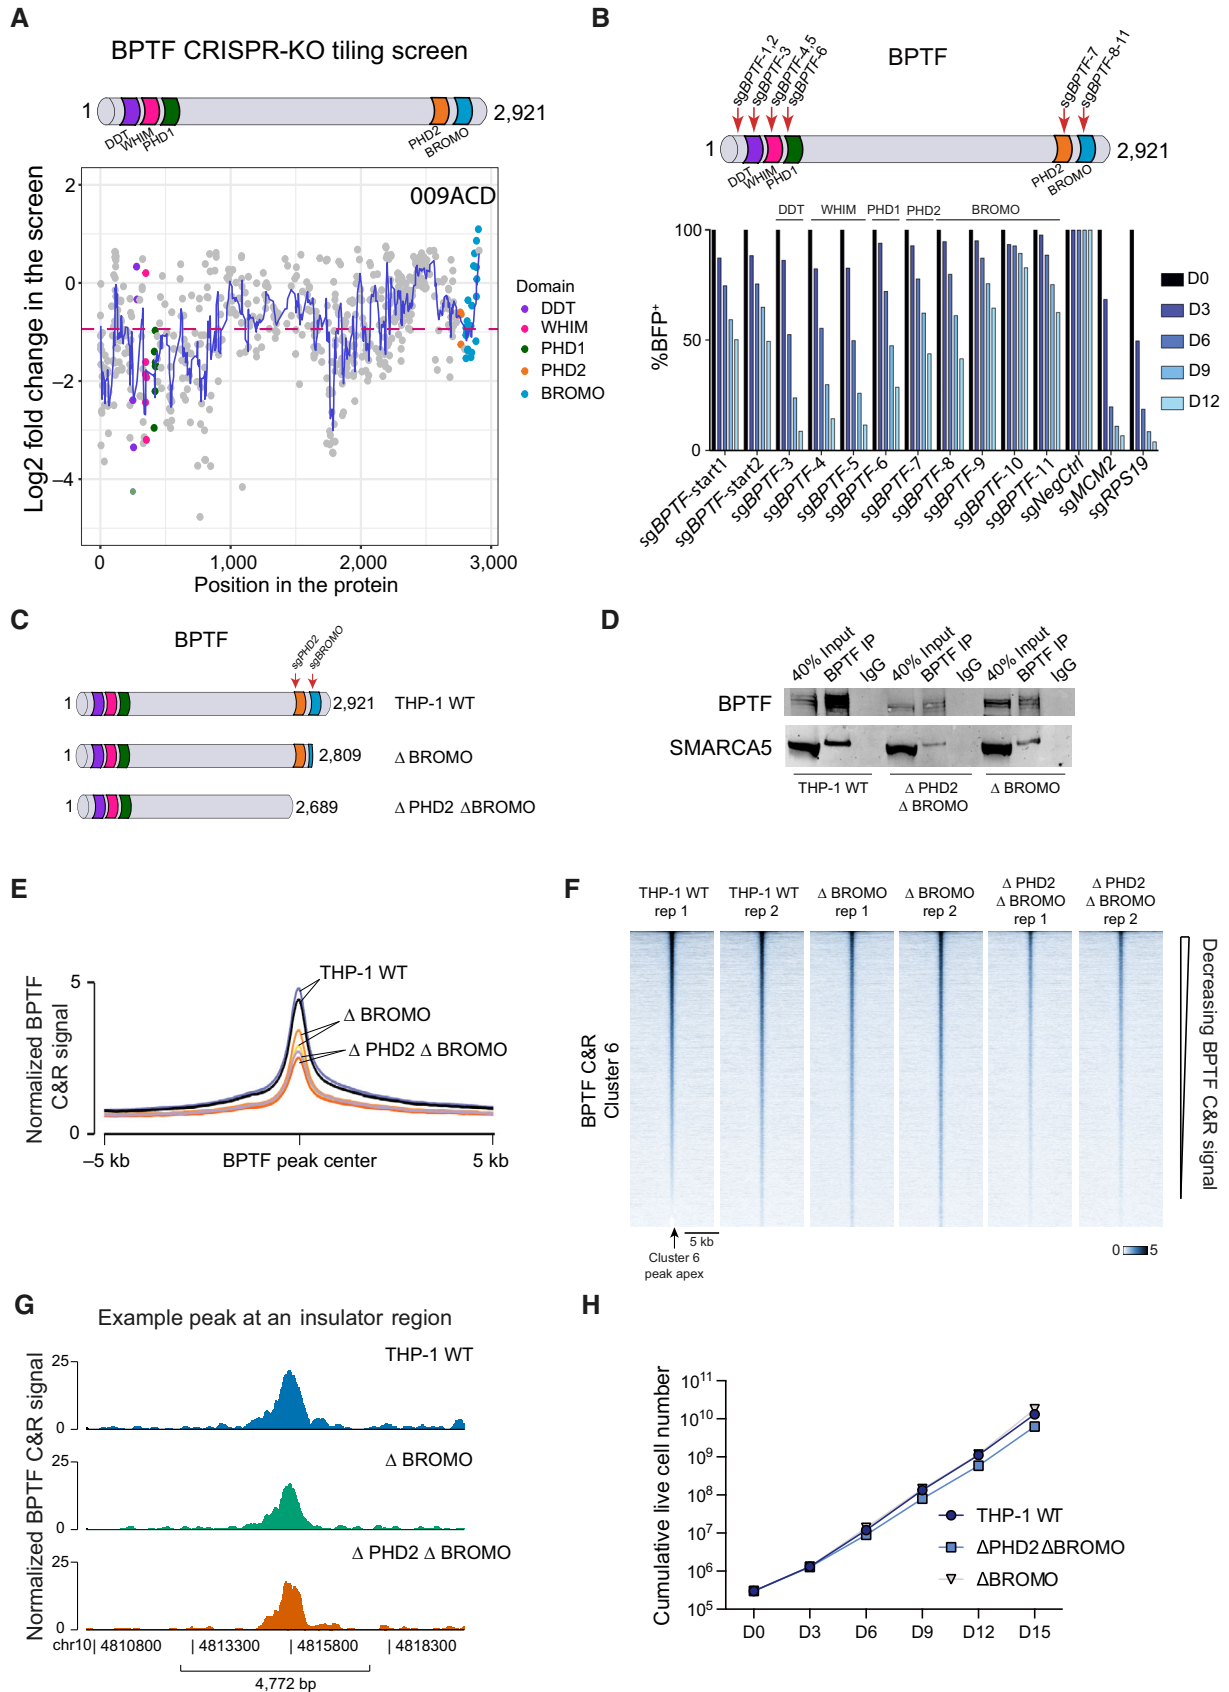 A
BPTF CRISPR-KO tiling screen
1
2,921
DDT
WHIM
PHD1
PHD2
BROMO
Log2 fold change in the screen
2
0
−2
−4
009ACD
0
1,000
2,000
3,000
Position in the protein
Domain
DDT
WHIM
PHD1
PHD2
BROMO
B
BPTF
sgBPTF-1,2
sgBPTF-3
sgBPTF-4,5
sgBPTF-6
sgBPTF-7
sgBPTF-8-11
1
2,921
DDT
WHIM
PHD1
PHD2
BROMO
DDT
WHIM
PHD1
PHD2
BROMO
%BFP+
100
50
0
sgBPTF-start1
sgBPTF-start2
sgBPTF-3
sgBPTF-4
sgBPTF-5
sgBPTF-6
sgBPTF-7
sgBPTF-8
sgBPTF-9
sgBPTF-10
sgBPTF-11
sgNegCtrl
sgMCM2
sgRPS19
D0
D3
D6
D9
D12
C
BPTF
sgPHD2
sgBROMO
1
2,921
THP-1 WT
1
2,809
Δ BROMO
1
2,689
Δ PHD2 ΔBROMO
D
40% Input
BPTF IP
IgG
40% Input
BPTF IP
IgG
40% Input
BPTF IP
IgG
BPTF
SMARCA5
THP-1 WT
Δ PHD2
Δ BROMO
Δ BROMO
E
Normalized BPTF
C&R signal
5
0
THP-1 WT
Δ BROMO
Δ PHD2 Δ BROMO
−5 kb
BPTF peak center
5 kb
F
THP-1 WT
rep 1
THP-1 WT
rep 2
Δ BROMO
rep 1
Δ BROMO
rep 2
Δ PHD2
Δ BROMO
rep 1
Δ PHD2
Δ BROMO
rep 2
BPTF C&R
Cluster 6
Decreasing BPTF C&R signal
5 kb
Cluster 6
peak apex
0
5
G
Example peak at an insulator region
Normalized BPTF C&R signal
THP-1 WT
25
0
Δ BROMO
25
0
Δ PHD2 Δ BROMO
25
0
chr10| 4810800 | 4813300 | 4815800 | 4818300
4,772 bp
H
Cumulative live cell number
10^11
10^10
10^9
10^8
10^7
10^6
10^5
D0
D3
D6
D9
D12
D15
THP-1 WT
ΔPHD2ΔBROMO
ΔBROMO